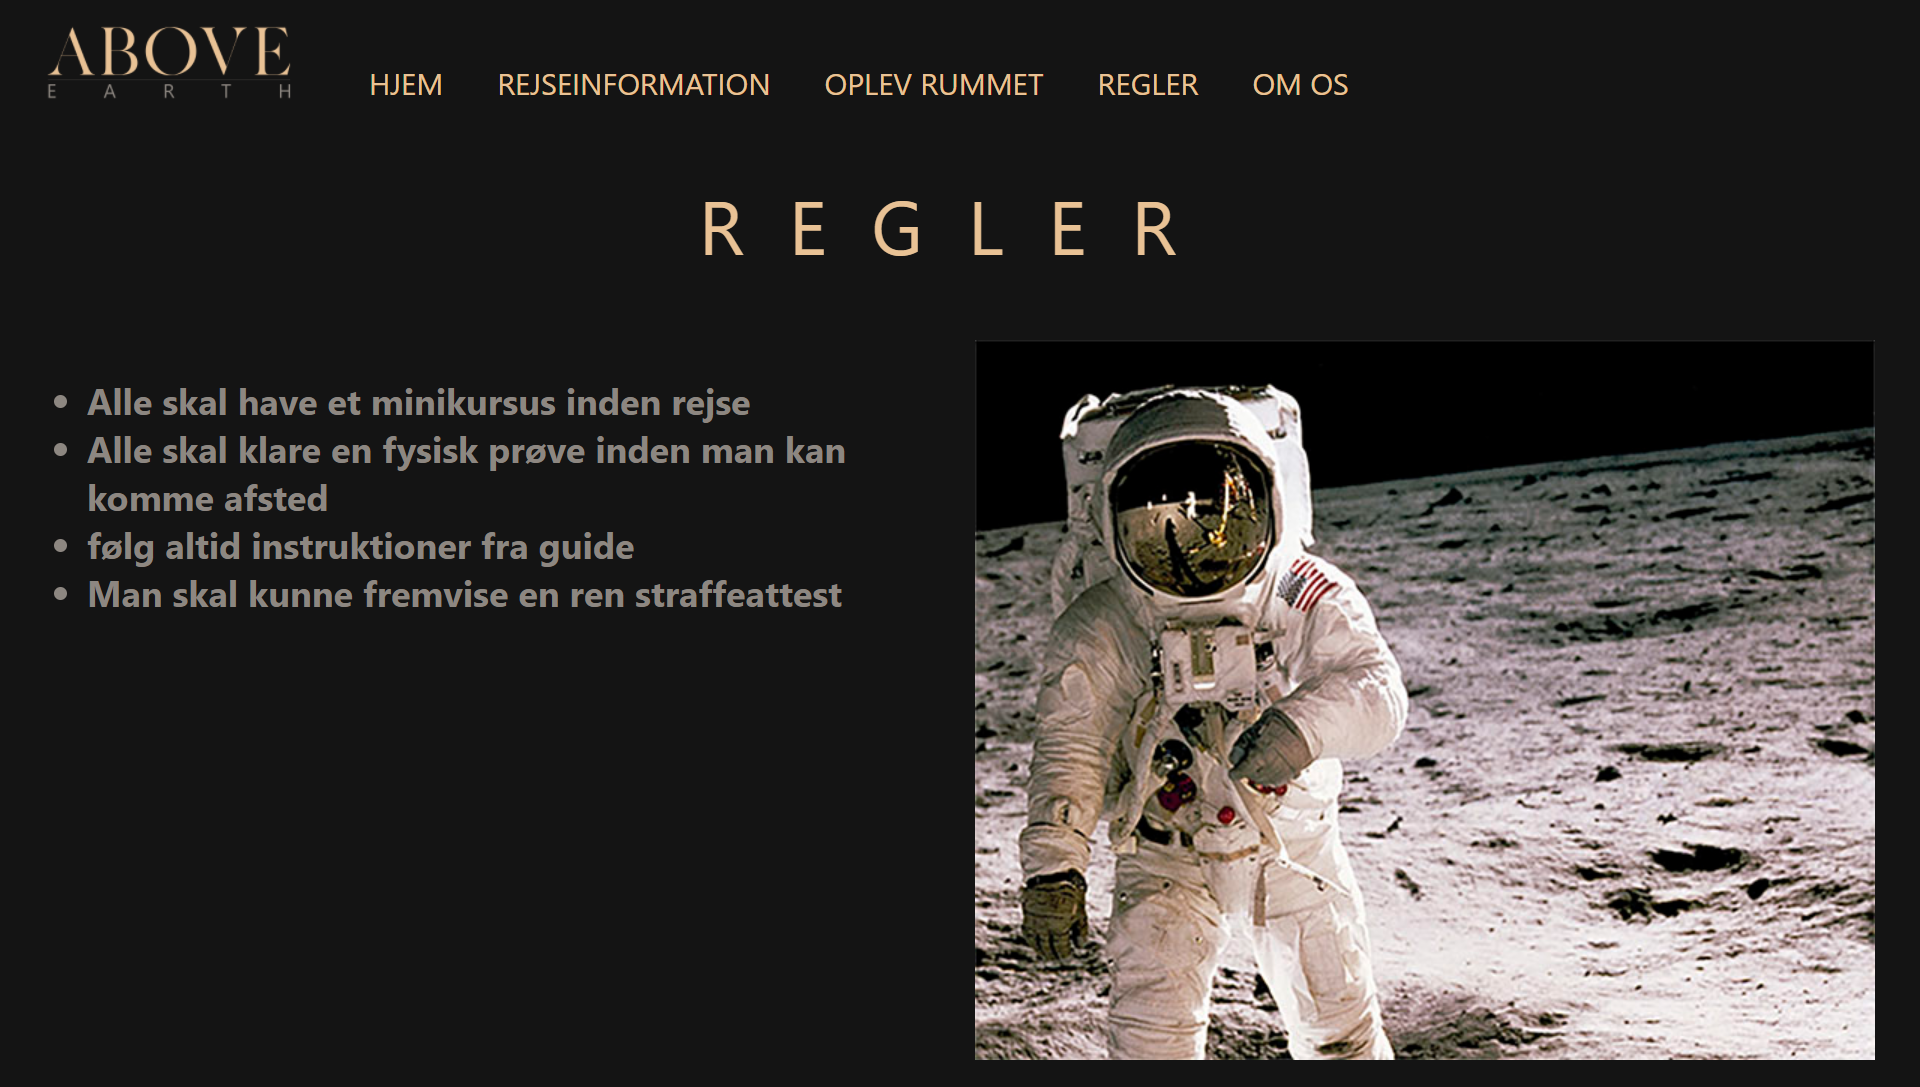 ABOVE
EARTH
HJEM REJSEINFORMATION OPLEV RUMMET REGLER OM OS
REGLER
• Alle skal have et minikursus inden rejse
• Alle skal klare en fysisk prøve inden man kan
komme afsted
• følg altid instruktioner fra guide
• Man skal kunne fremvise en ren straffeattest